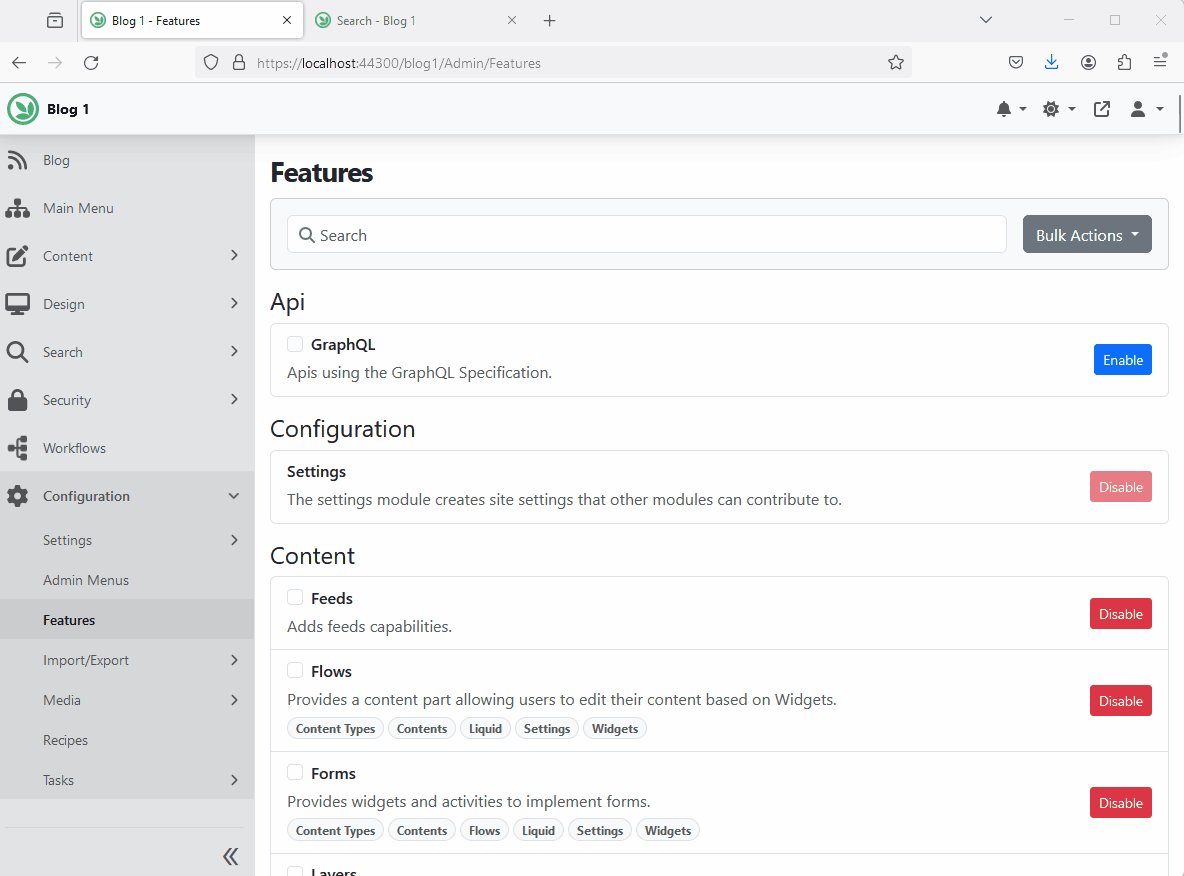 Blog 1 - Features
Search - Blog 1
https://localhost:44300/blog1/Admin/Features
Blog 1
Blog
Main Menu
Content
Design
Search
Security
Workflows
Configuration
Settings
Admin Menus
Features
Import/Export
Media
Recipes
Tasks
Features
Search
Bulk Actions
Api
GraphQL
Apis using the GraphQL Specification.
Enable
Configuration
Settings
The settings module creates site settings that other modules can contribute to.
Disable
Content
Feeds
Adds feeds capabilities.
Disable
Flows
Provides a content part allowing users to edit their content based on Widgets.
Content Types Contents Liquid Settings Widgets
Disable
Forms
Provides widgets and activities to implement forms.
Content Types Contents Flows Liquid Settings Widgets
Disable
Layers